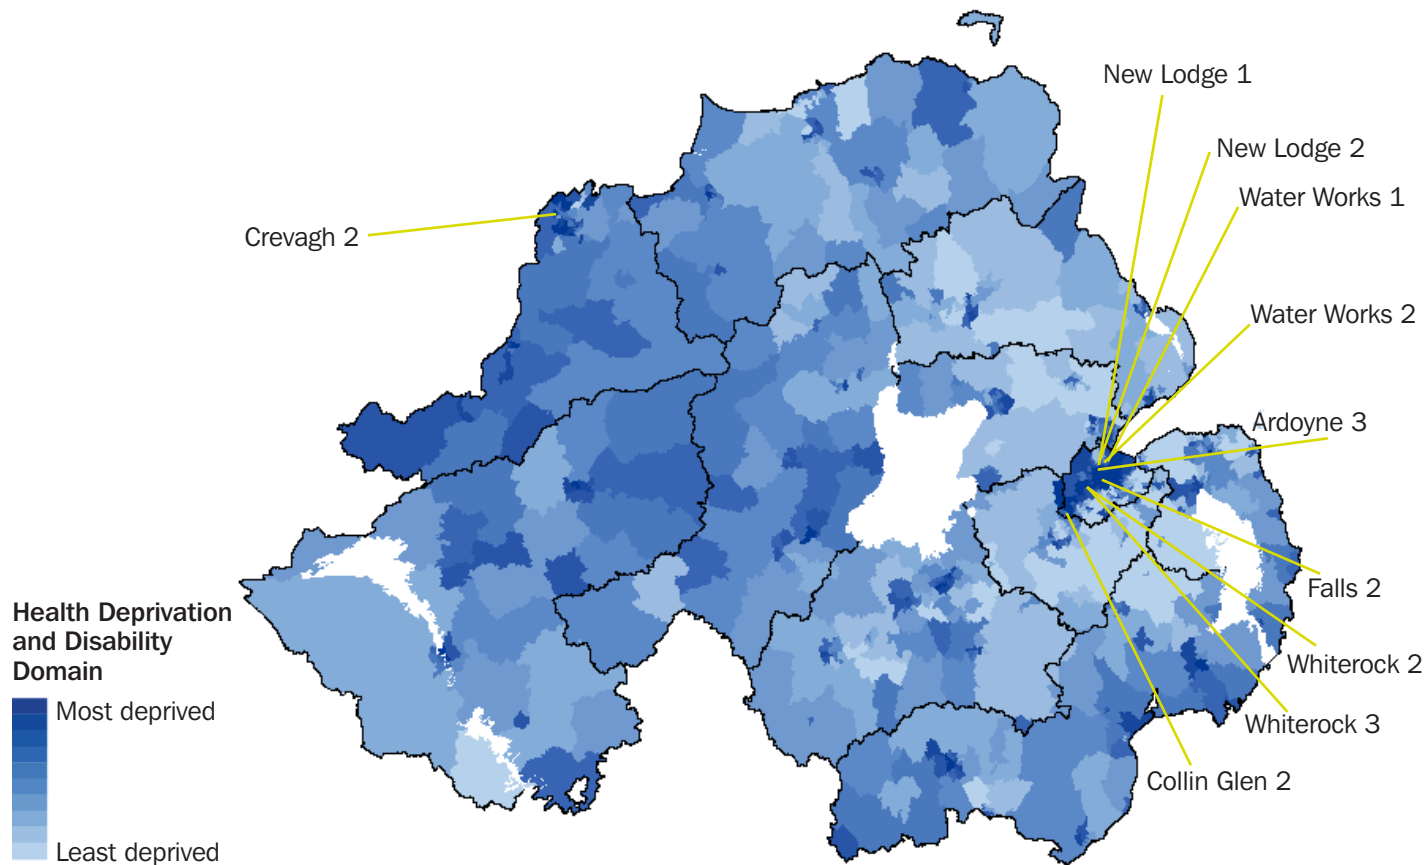 New Lodge 1
New Lodge 2
Water Works 1
Crevagh 2
Water Works 2
Ardoyne 3
Falls 2
Health Deprivation
and Disability
Domain
Whiterock 2
Most deprived
Whiterock 3
Collin Glen 2
Least deprived